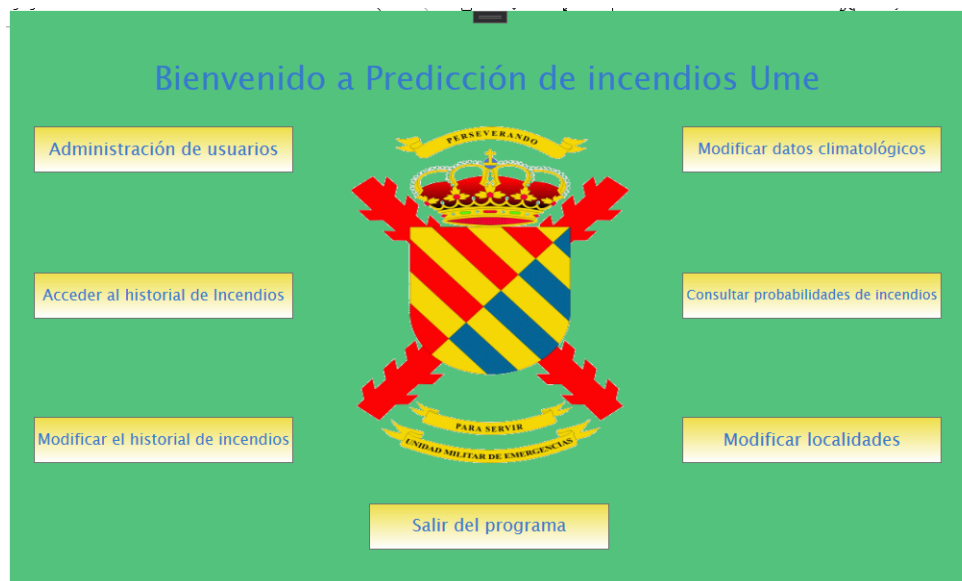 Bienvenido a Predicción de incendios Ume
Administración de usuarios
PERSEVERANDO
Modificar datos climatológicos
Acceder al historial de Incendios
Consultar probabilidades de incendios
Modificar el historial de incendios
PARA SERVIR
UNIDAD MILITAR DE EMERGENCIAS
Modificar localidades
Salir del programa